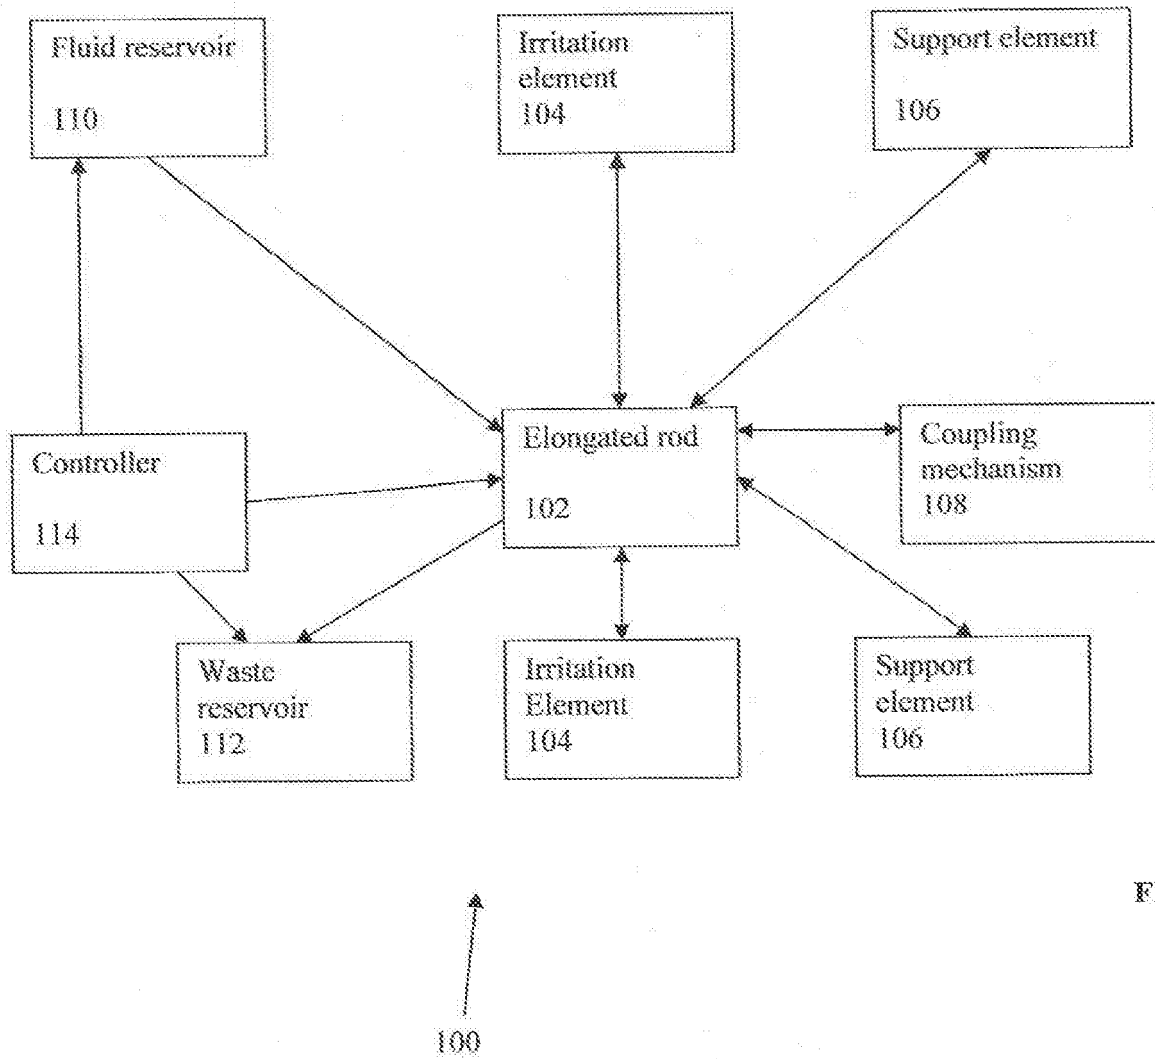 Fluid reservoir
110
Irritation
element
104
Support element
106
Controller
114
Elongated rod
102
Coupling
mechanism
108
Waste
reservoir
112
Irritation
Element
104
Support
element
106
F
100